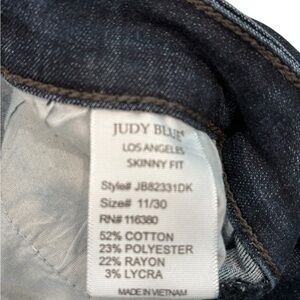 JUDY BLUE
LOS ANGELES
SKINNY FIT
Style# JB82331DK
Size# 11/30
RN# 116380
52% COTTON
23% POLYESTER
22% RAYON
3% LYCRA
MADE IN VIETNAM